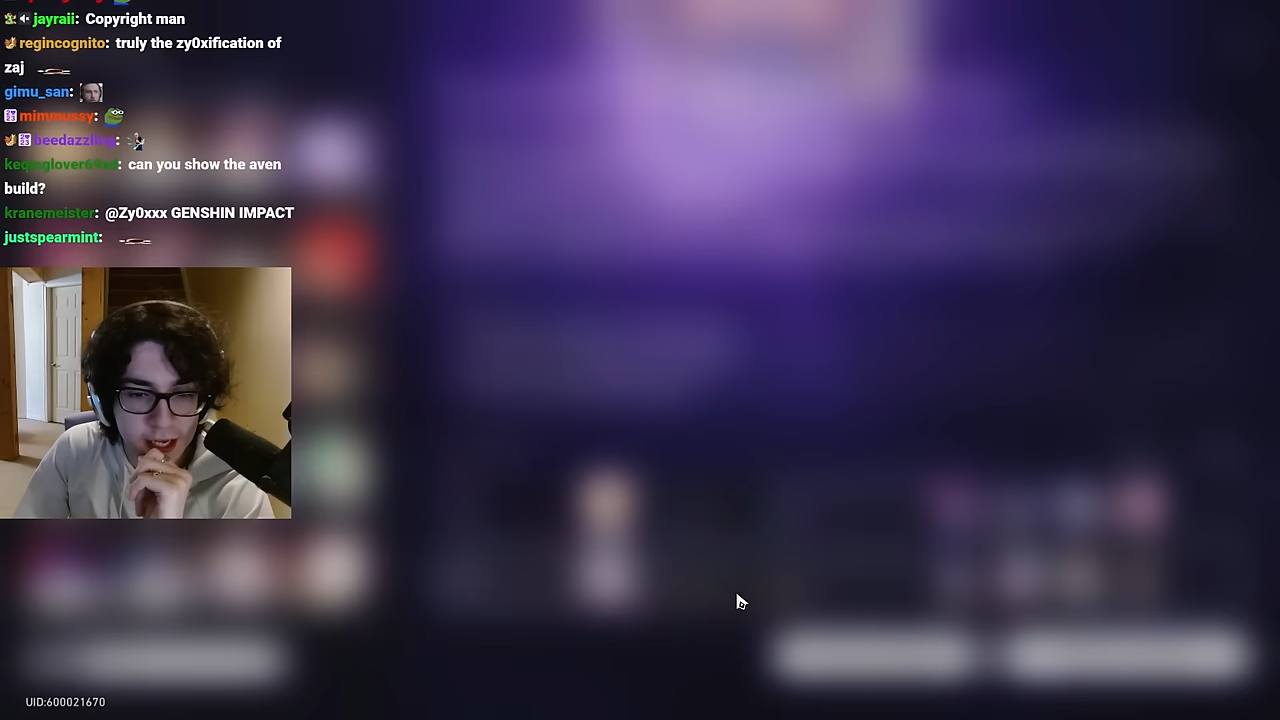 jayraii: Copyright man
regincognito: truly the zy0xification of
zaj
gimu_san:
mimmussy:
beedazzling:
can you show the aven
build?
kranemeister: @Zy0xxx GENSHIN IMPACT
justspearmint:
UID:600021670